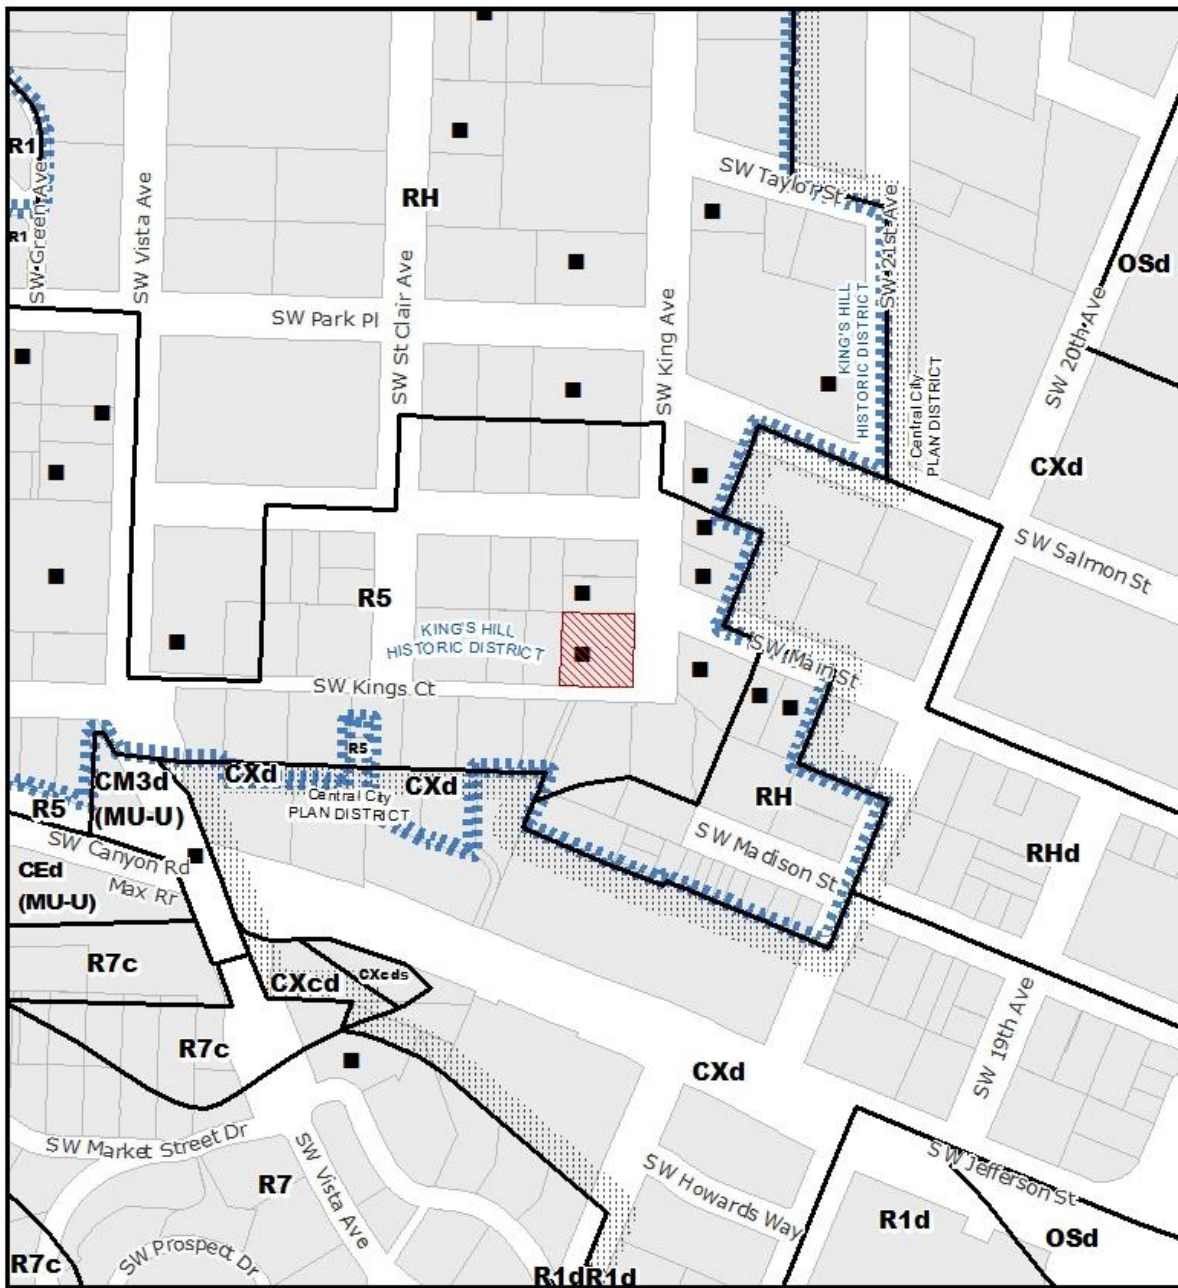 R1
R1
SW Green Ave
SW Vista Ave
RH
SW St Clair Ave
SW Park Pl
SW King Ave
SW Taylor St
SW 21st Ave
KING'S HILL
HISTORIC DISTRICT
Central City
PLAN DISTRICT
OSd
SW 20th Ave
CXd
SW Salmon St
R5
KING'S HILL
HISTORIC DISTRICT
SW Kings Ct
SW Main St
R5
CM3d
(MU-U)
R5
CXd
CXd
Central City
PLAN DISTRICT
RH
SW Madison St
RHd
SW Canyon Rd
Max Rr
CEd
(MU-U)
R7c
CXcd
CXcds
R7c
CXd
SW 19th Ave
SW Market Street Dr
SW Vista Ave
R7
SW Howards Way
SW Jefferson St
R1d
OSd
R7c
SW Prospect Dr
R1d
R1d